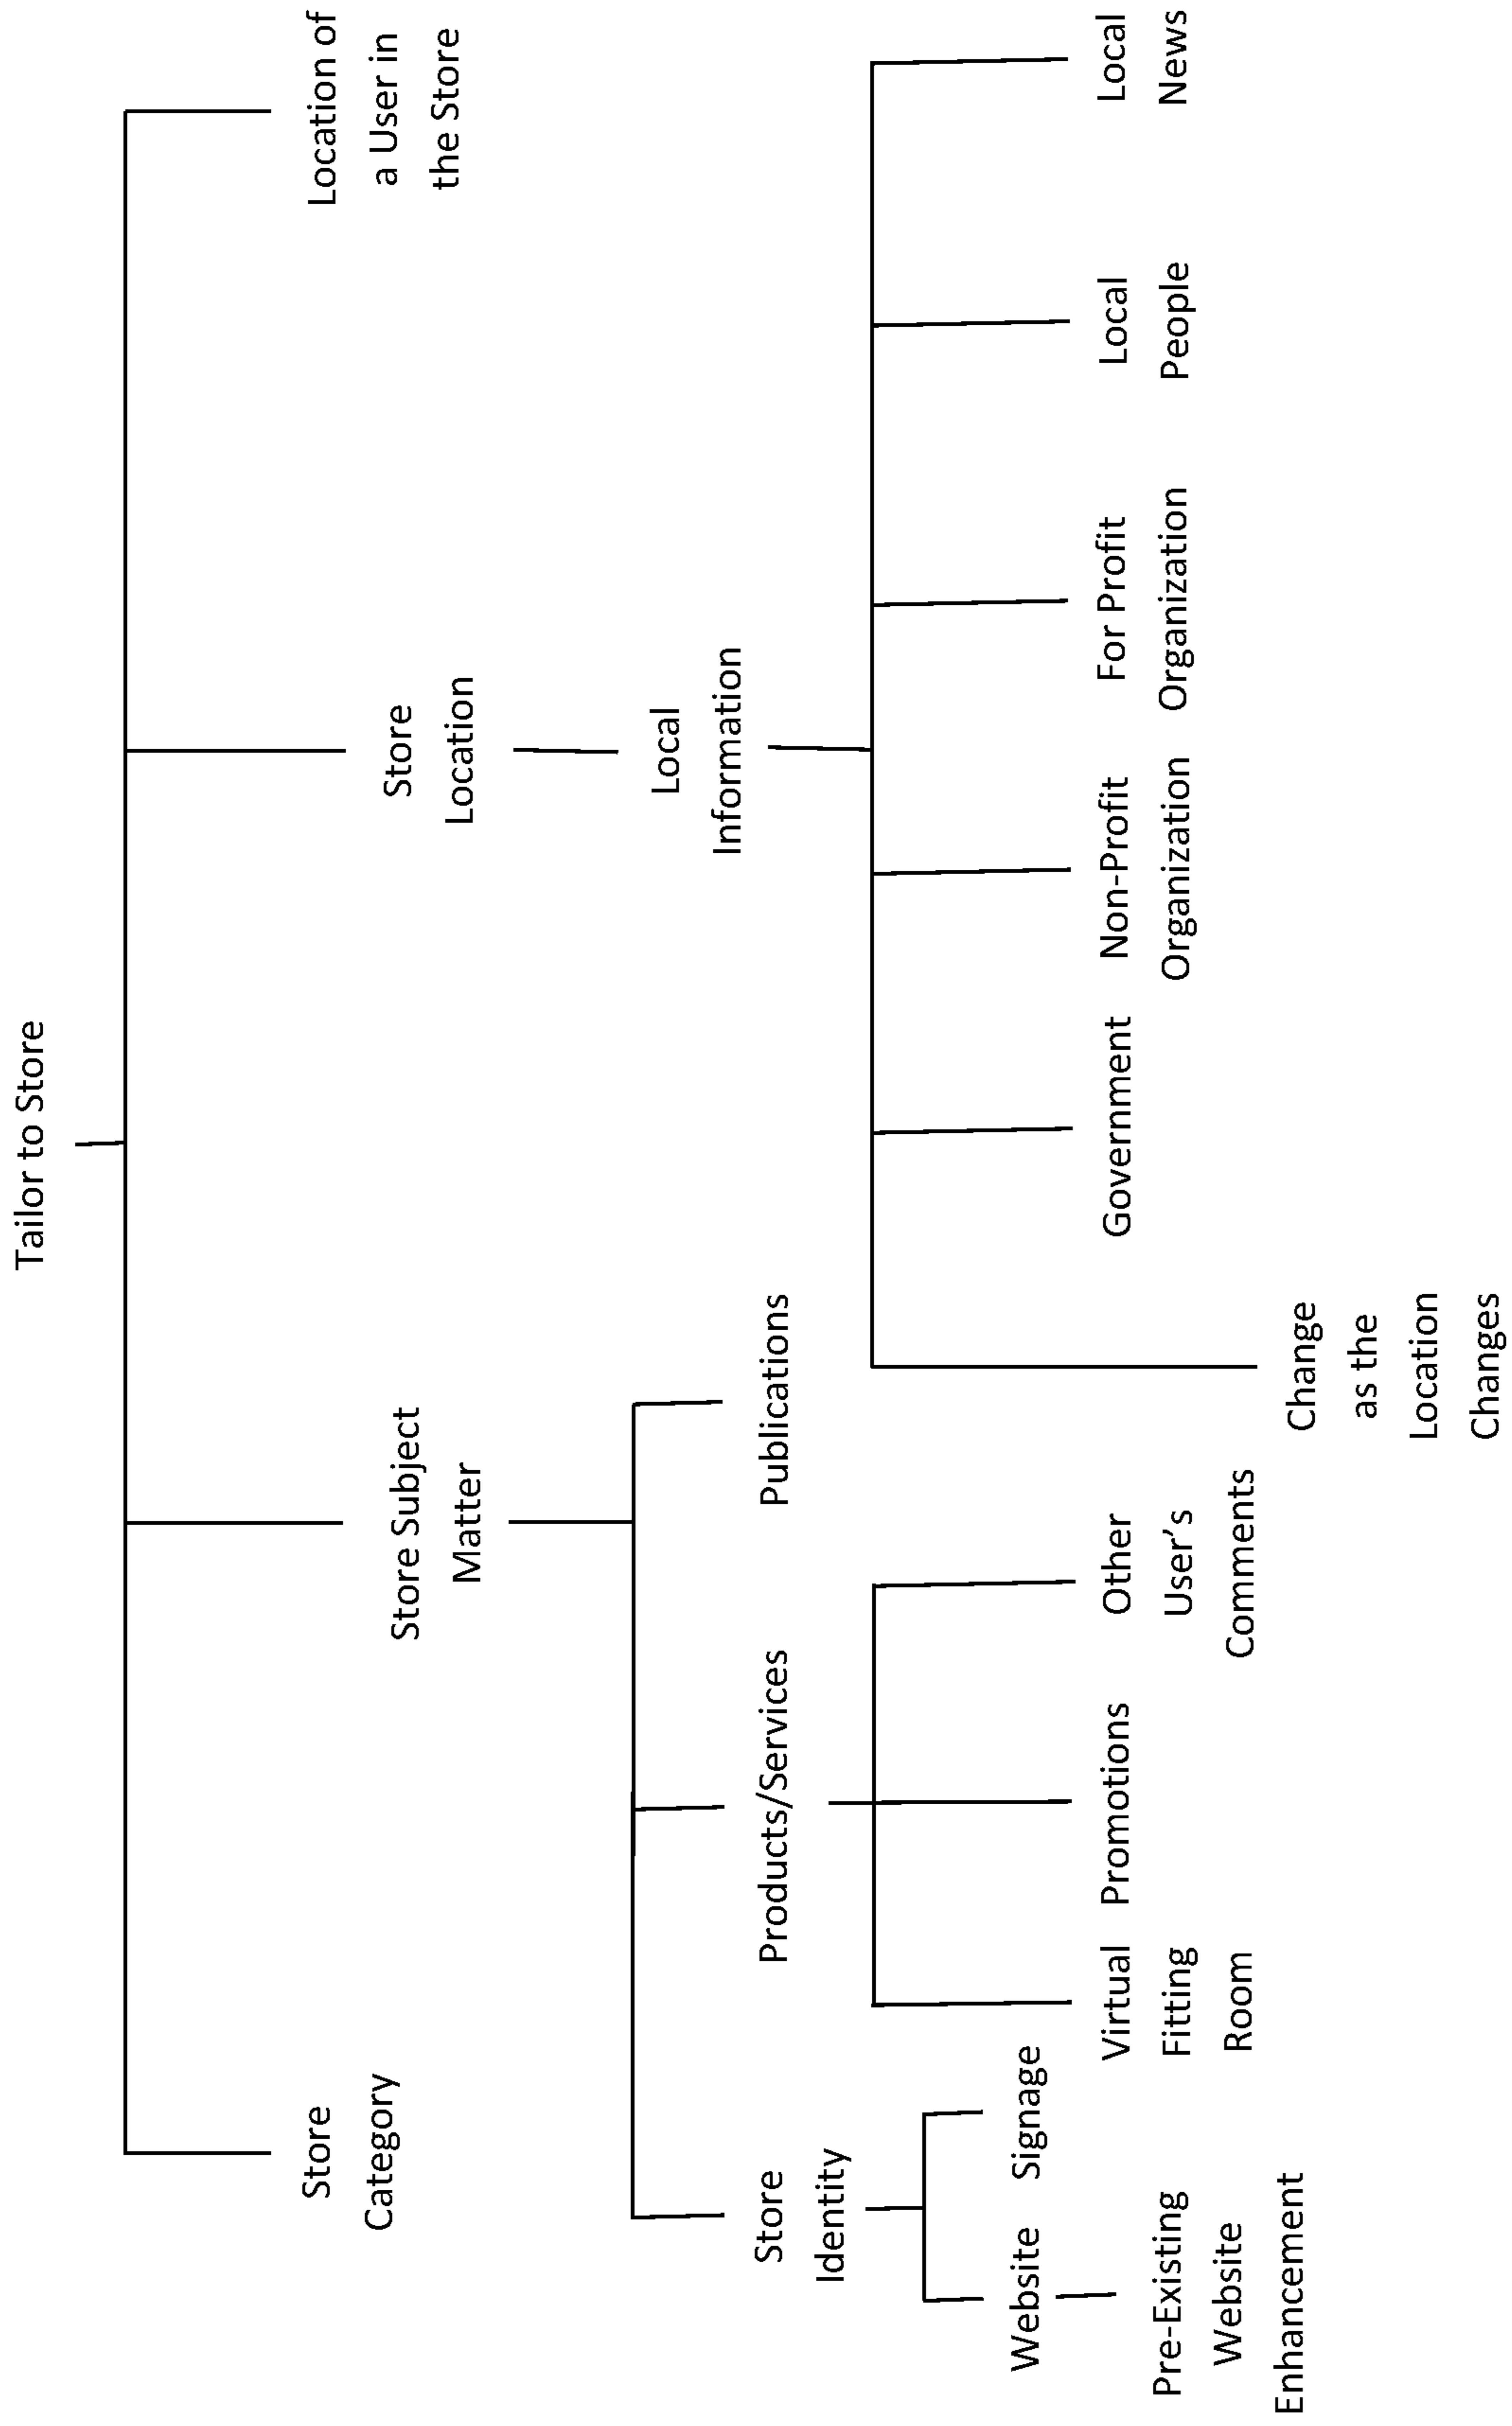 Tailor to Store
Store
Category
Store Subject
Matter
Store
Location
Location of
a User in
the Store
Store
Identity
Products/Services
Publications
Local
Information
Website
Signage
Pre-Existing
Website
Enhancement
Virtual
Fitting
Room
Promotions
Other
User's
Comments
Change
as the
Location
Changes
Government
Non-Profit
Organization
For Profit
Organization
Local
People
Local
News